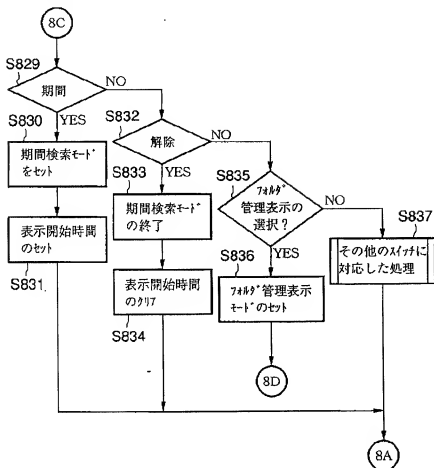 8C
S829
期間
NO
YES
S830
期間検索ﾓｰﾄﾞ
をセット
S832
解除
NO
YES
S833
期間検索ﾓｰﾄﾞ
の終了
S835
ﾌｫﾙﾀﾞ
管理表示の
選択?
NO
YES
S837
その他のｽｲｯﾁに
対応した処理
表示開始時間
のセット
S831
表示開始時間
のｸﾘｱ
S834
S836
ﾌｫﾙﾀﾞ管理表示
ﾓｰﾄﾞのセット
8D
8A